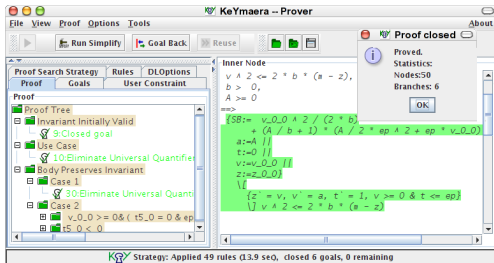 KeYmaera -- Prover
File View Proof Options Tools About
Run Simplify Goal Back Reuse
Proof closed
Proved.
Statistics:
Nodes:50
Branches: 6
OK
Proof Search Strategy Rules DLOptions
Proof Goals User Constraint
Proof
Proof Tree
Invariant Initially Valid
9:Closed goal
Use Case
10:Eliminate Universal Quantifie
Body Preserves Invariant
Case 1
30:Eliminate Universal Quanti
Case 2
v_0_0 >= 0& ( t5_0 = 0 & ep
t5_0 < 0
Inner Node
v ^ 2 <= 2 * b * (m - z),
b > 0,
A >= 0
==>
{SB:= v_0_0 ^ 2 / (2 * b)
+ (A / b + 1) * (A / 2 * ep ^ 2 + ep * v_0_0)
a:=A ||
t:=0 ||
v:=v_0_0 ||
z:=z_0_0}
\[
{z` = v, v` = a, t` = 1, v >= 0 & t <= ep}
\] v ^ 2 <= 2 * b * (m - z)
KeY Strategy: Applied 49 rules (13.9 sec), closed 6 goals, 0 remaining